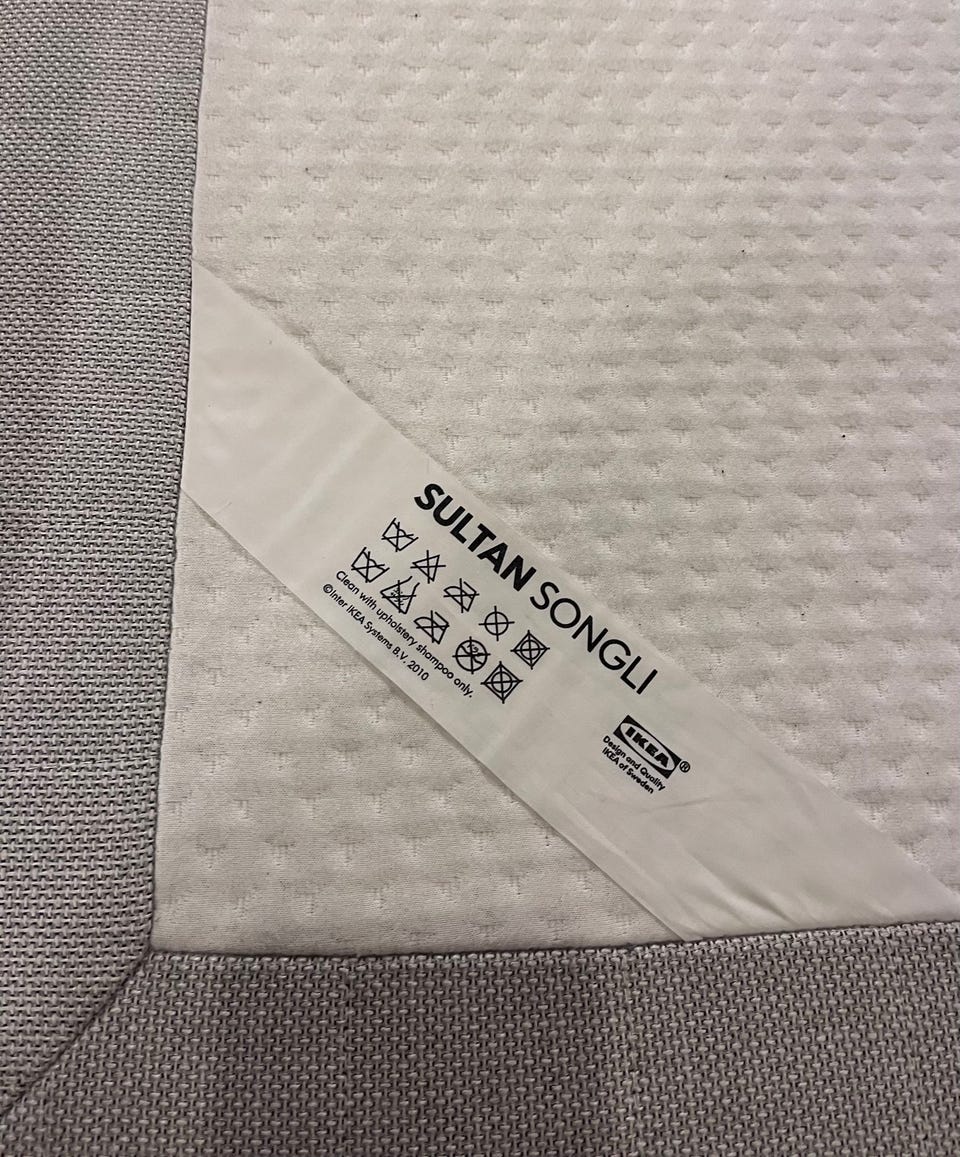 SULTAN SONGLI
Clean with upholstery shampoo only.
©Inter IKEA Systems B.V. 2010
IKEA®
Design and Quality
IKEA of Sweden